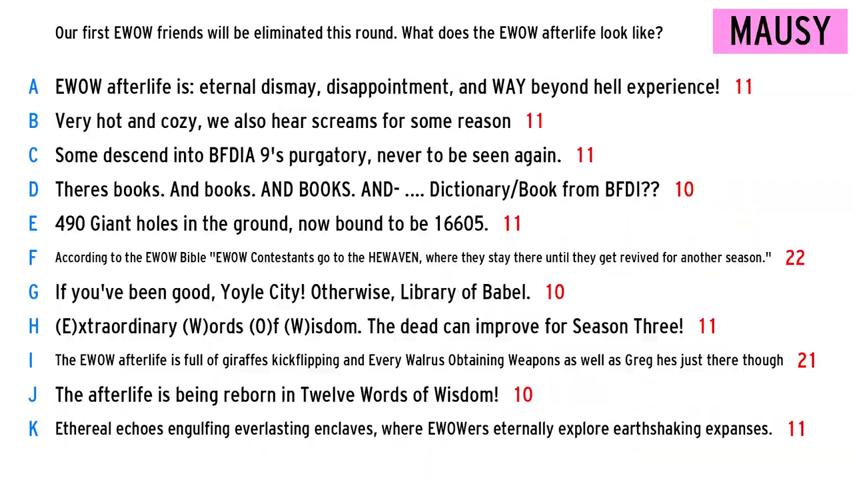 Our first EWOW friends will be eliminated this round. What does the EWOW afterlife look like?
MAUSY
A EWOW afterlife is: eternal dismay, disappointment, and WAY beyond hell experience! 11
B Very hot and cozy, we also hear screams for some reason 11
C Some descend into BFDIA 9's purgatory, never to be seen again. 11
D Theres books. And books. AND BOOKS. AND- .... Dictionary/Book from BFDI?? 10
E 490 Giant holes in the ground, now bound to be 16605. 11
F According to the EWOW Bible "EWOW Contestants go to the HEWAVEN, where they stay there until they get revived for another season." 22
G If you've been good, Yoyle City! Otherwise, Library of Babel. 10
H (E)xtraordinary (W)ords (O)f (W)isdom. The dead can improve for Season Three! 11
I The EWOW afterlife is full of giraffes kickflipping and Every Walrus Obtaining Weapons as well as Greg hes just there though 21
J The afterlife is being reborn in Twelve Words of Wisdom! 10
K Ethereal echoes engulfing everlasting enclaves, where EWOWers eternally explore earthshaking expanses. 11